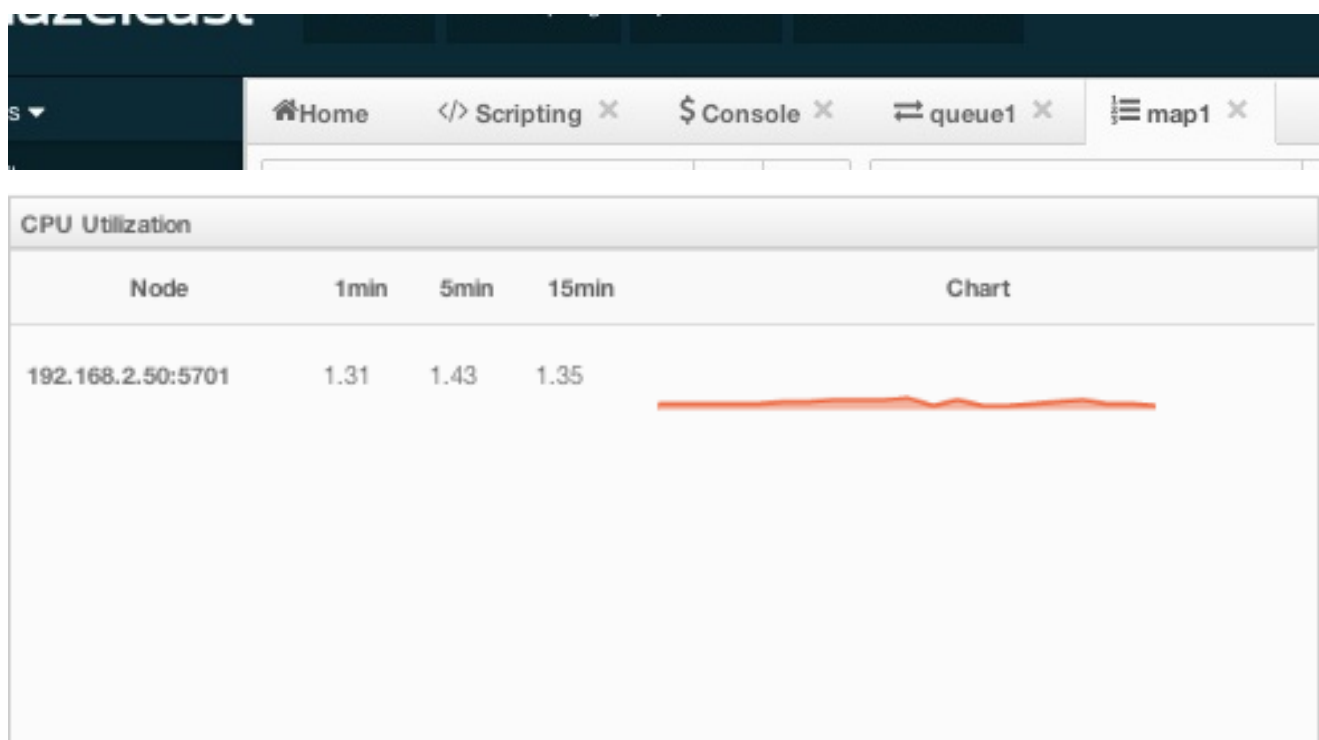 Home </> Scripting × $ Console × queue1 × map1 ×
CPU Utilization
Node 1min 5min 15min Chart
192.168.2.50:5701 1.31 1.43 1.35